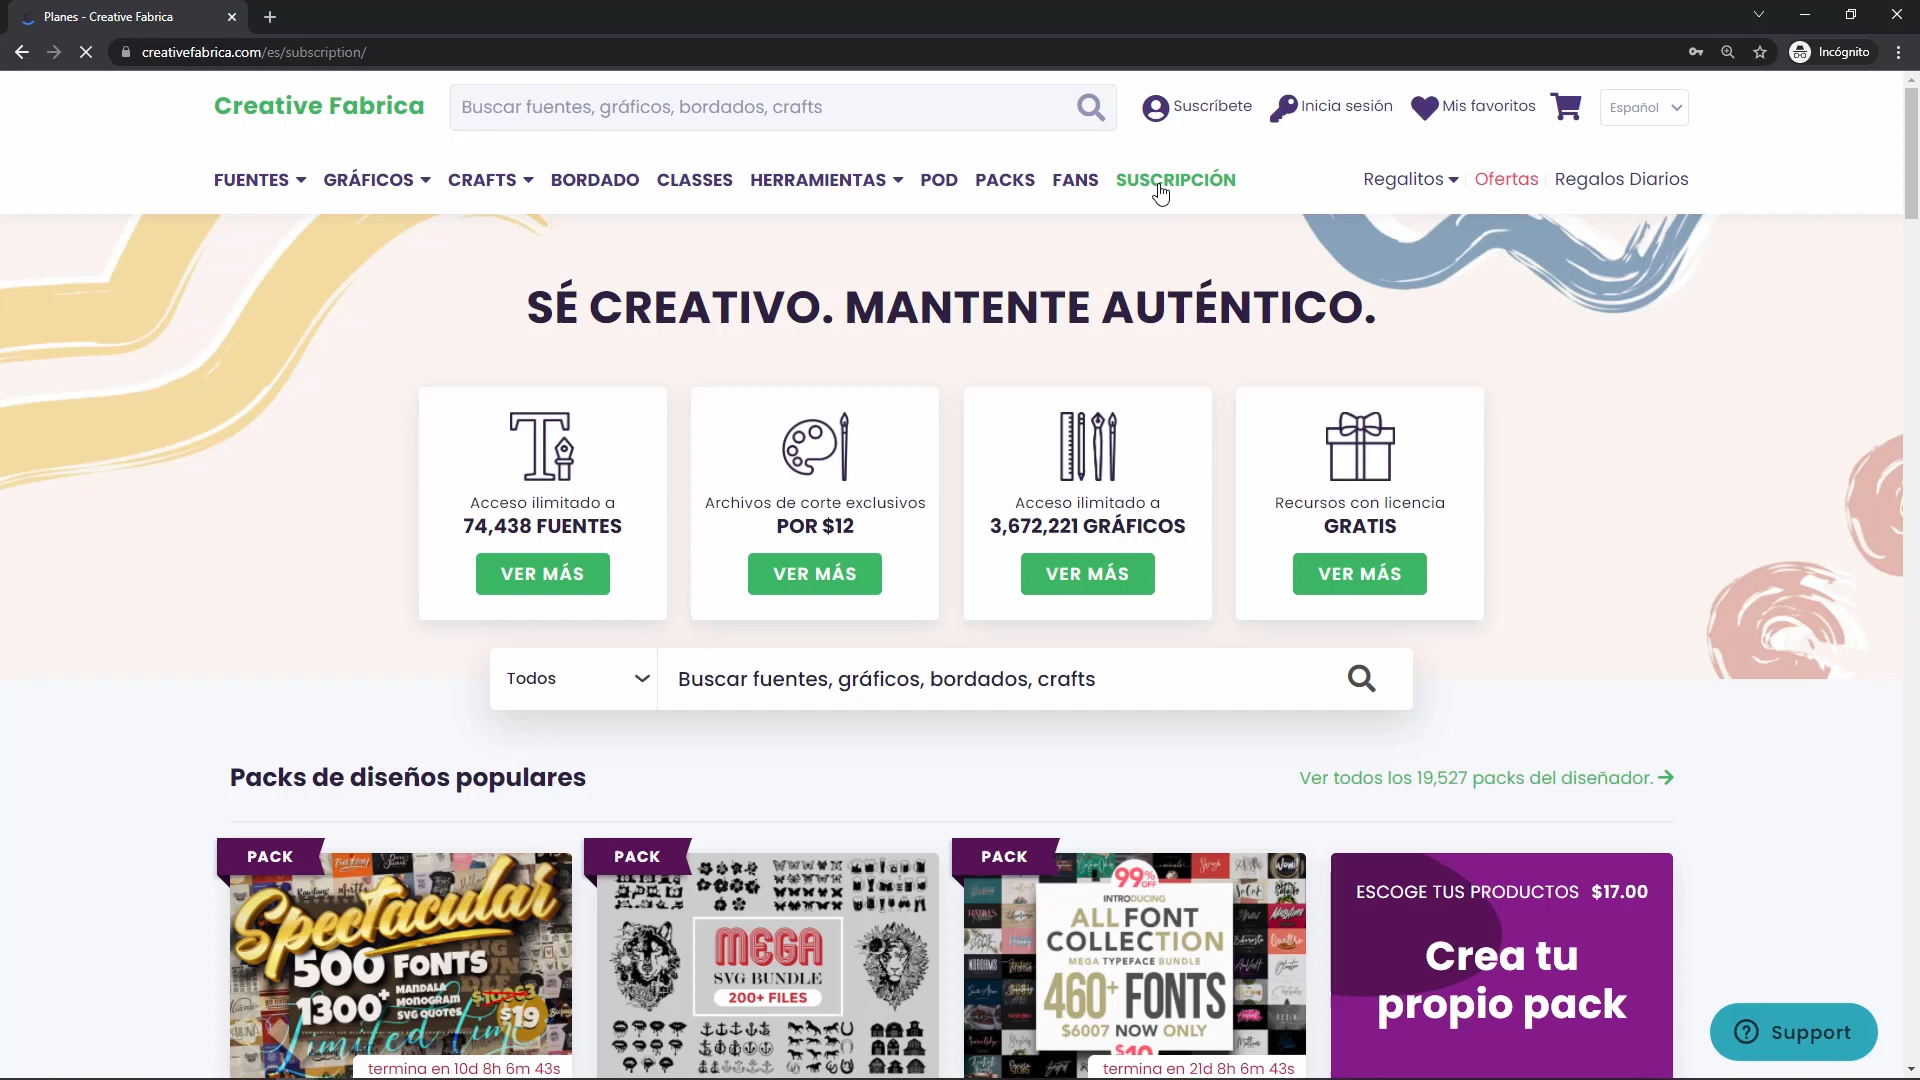 Planes - Creative Fabrica
creativefabrica.com/es/subscription/
Incógnito
Creative Fabrica
Buscar fuentes, gráficos, bordados, crafts
Suscríbete
Inicia sesión
Mis favoritos
Español
FUENTES
GRÁFICOS
CRAFTS
BORDADO
CLASSES
HERRAMIENTAS
POD
PACKS
FANS
SUSCRIPCIÓN
Regalitos
Ofertas
Regalos Diarios
SÉ CREATIVO. MANTENTE AUTÉNTICO.
Acceso ilimitado a
74,438 FUENTES
VER MÁS
Archivos de corte exclusivos
POR $12
VER MÁS
Acceso ilimitado a
3,672,221 GRÁFICOS
VER MÁS
Recursos con licencia
GRATIS
VER MÁS
Todos
Buscar fuentes, gráficos, bordados, crafts
Packs de diseños populares
Ver todos los 19,527 packs del diseñador.
PACK
Spectacular
500 FONTS
1300+ MANDALA
MONOGRAM
SVG QUOTES
$19
Limited time
termina en 10d 8h 6m 43s
PACK
MEGA
SVG BUNDLE
200+ FILES
PACK
99%
OFF
INTRODUCING
ALL FONT
COLLECTION
MEGA TYPEFACE BUNDLE
460+ FONTS
$6007 NOW ONLY
termina en 21d 8h 6m 43s
ESCOGE TUS PRODUCTOS $17.00
Crea tu
propio pack
Support